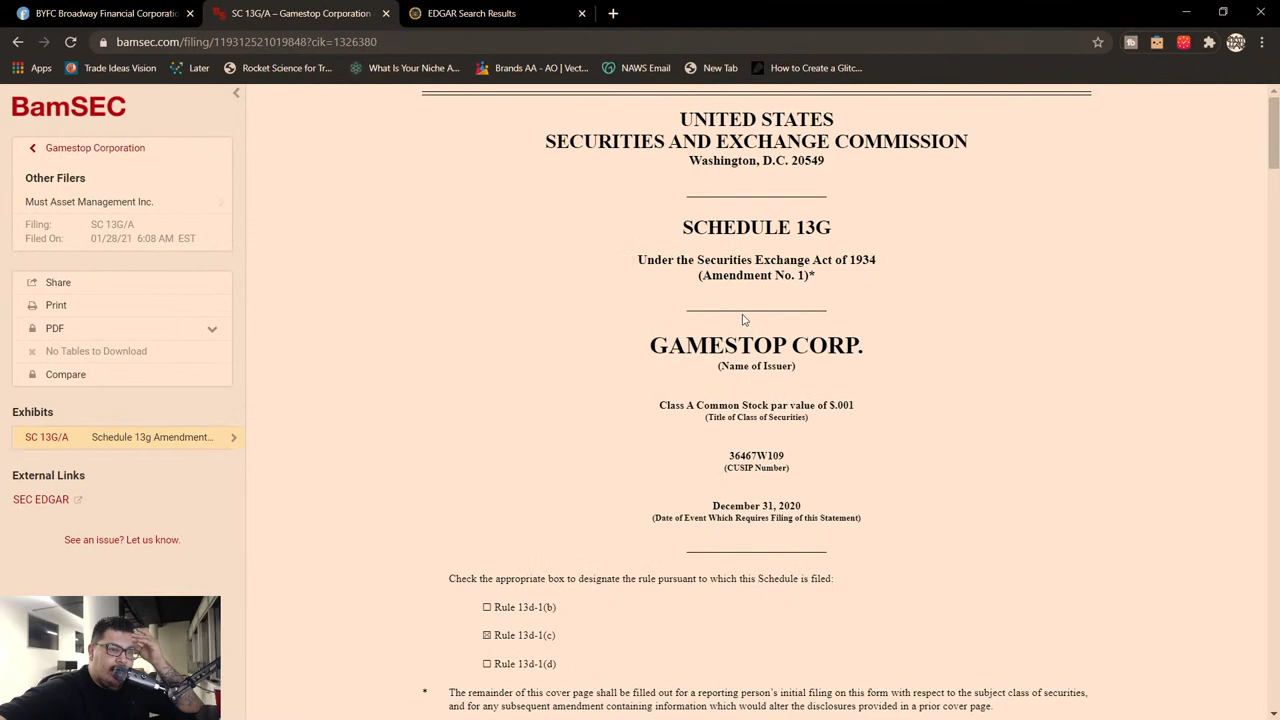 BYFC Broadway Financial Corporat
SC 13G/A – Gamestop Corporation
EDGAR Search Results
bamsec.com/filing/119312521019848?cik=1326380
Apps
Trade Ideas Vision
Later
Rocket Science for Tr...
What Is Your Niche A...
Brands AA - AO | Vect...
NAWS Email
New Tab
How to Create a Glitc...
BamSEC
Gamestop Corporation
Other Filers
Must Asset Management Inc.
Filing: SC 13G/A
Filed On: 01/28/21 6:08 AM EST
Share
Print
PDF
No Tables to Download
Compare
Exhibits
SC 13G/A Schedule 13g Amendment...
External Links
SEC EDGAR
See an issue? Let us know.
UNITED STATES
SECURITIES AND EXCHANGE COMMISSION
Washington, D.C. 20549
SCHEDULE 13G
Under the Securities Exchange Act of 1934
(Amendment No. 1)*
GAMESTOP CORP.
(Name of Issuer)
Class A Common Stock par value of $.001
(Title of Class of Securities)
36467W109
(CUSIP Number)
December 31, 2020
(Date of Event Which Requires Filing of this Statement)
Check the appropriate box to designate the rule pursuant to which this Schedule is filed:
☐ Rule 13d-1(b)
☒ Rule 13d-1(c)
☐ Rule 13d-1(d)
* The remainder of this cover page shall be filled out for a reporting person's initial filing on this form with respect to the subject class of securities,
and for any subsequent amendment containing information which would alter the disclosures provided in a prior cover page.